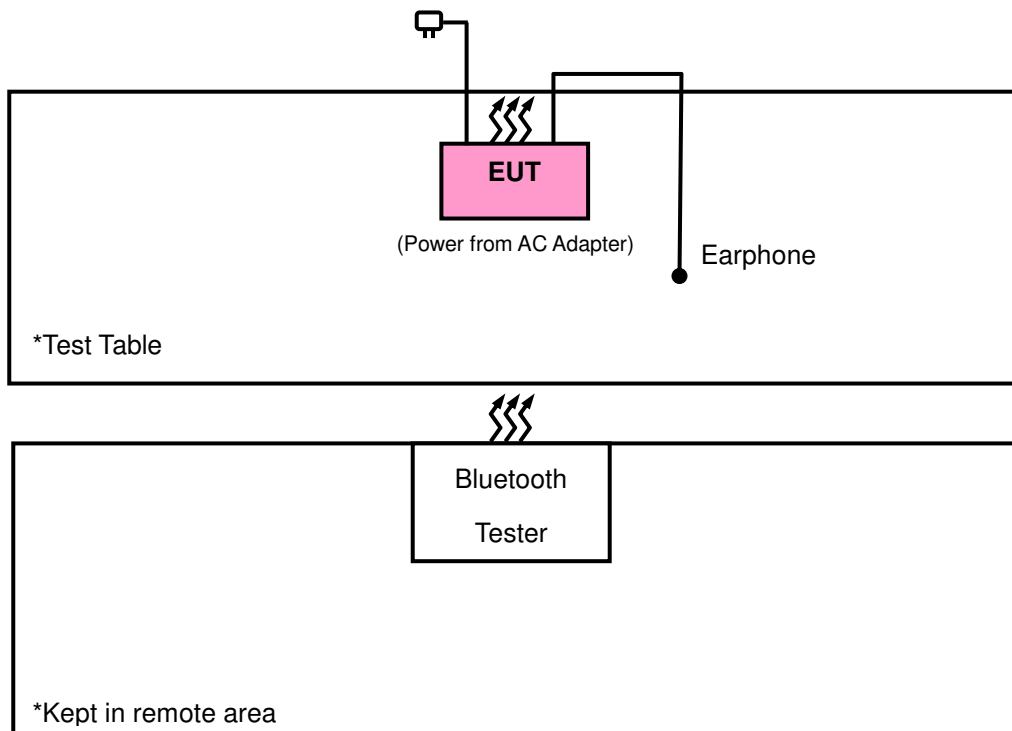 EUT
(Power from AC Adapter)
Earphone
*Test Table
Bluetooth
Tester
*Kept in remote area